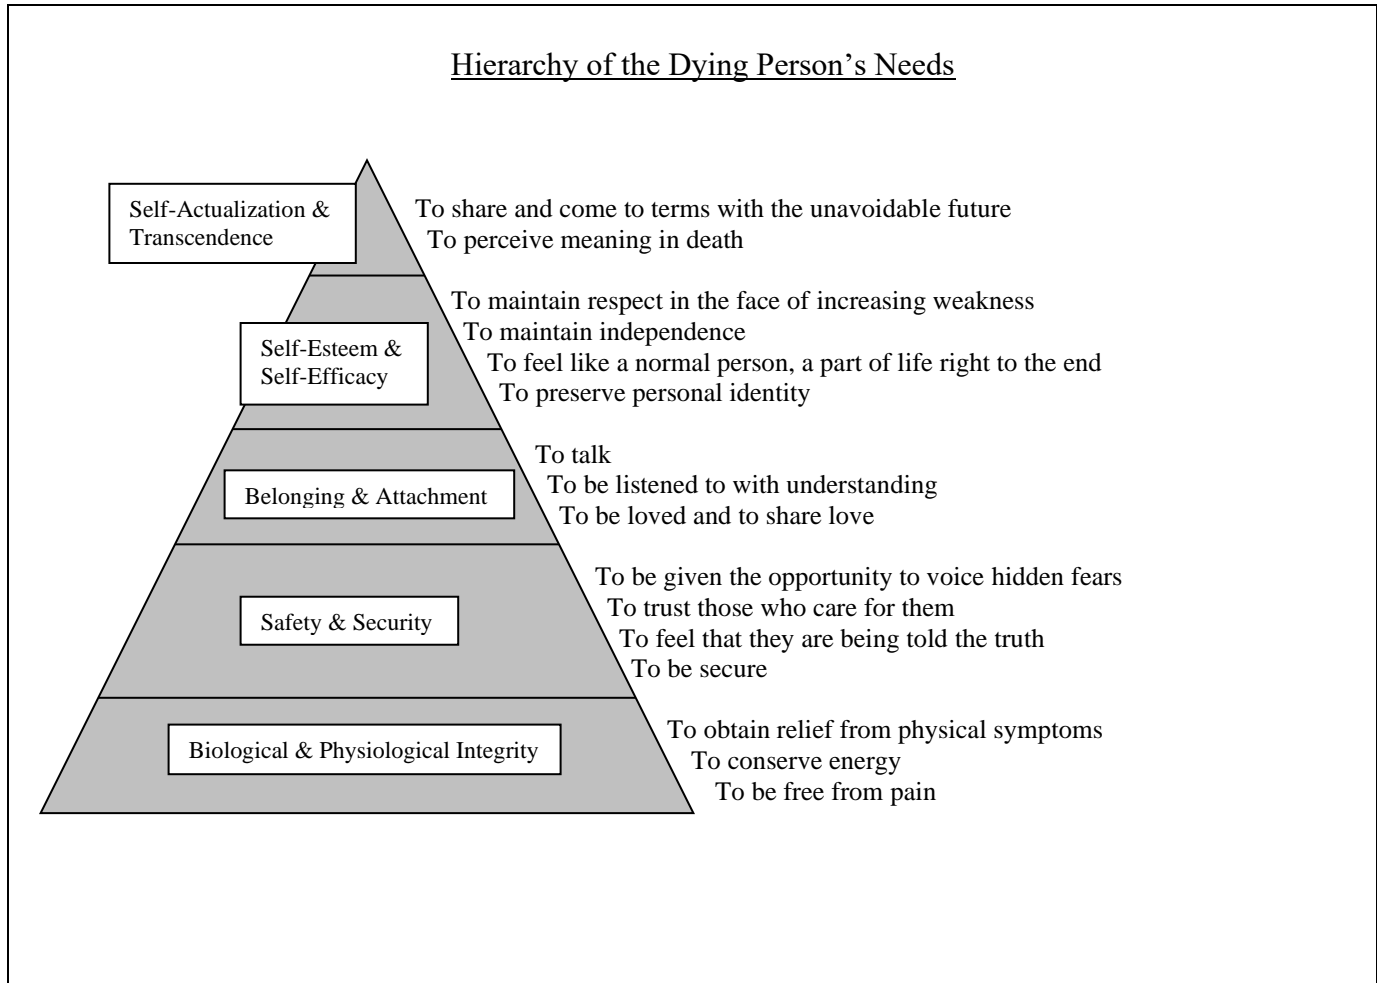 Hierarchy of the Dying Person’s Needs
Self-Actualization &
Transcendence
To share and come to terms with the unavoidable future
To perceive meaning in death
Self-Esteem &
Self-Efficacy
To maintain respect in the face of increasing weakness
To maintain independence
To feel like a normal person, a part of life right to the end
To preserve personal identity
Belonging & Attachment
To talk
To be listened to with understanding
To be loved and to share love
Safety & Security
To be given the opportunity to voice hidden fears
To trust those who care for them
To feel that they are being told the truth
To be secure
Biological & Physiological Integrity
To obtain relief from physical symptoms
To conserve energy
To be free from pain